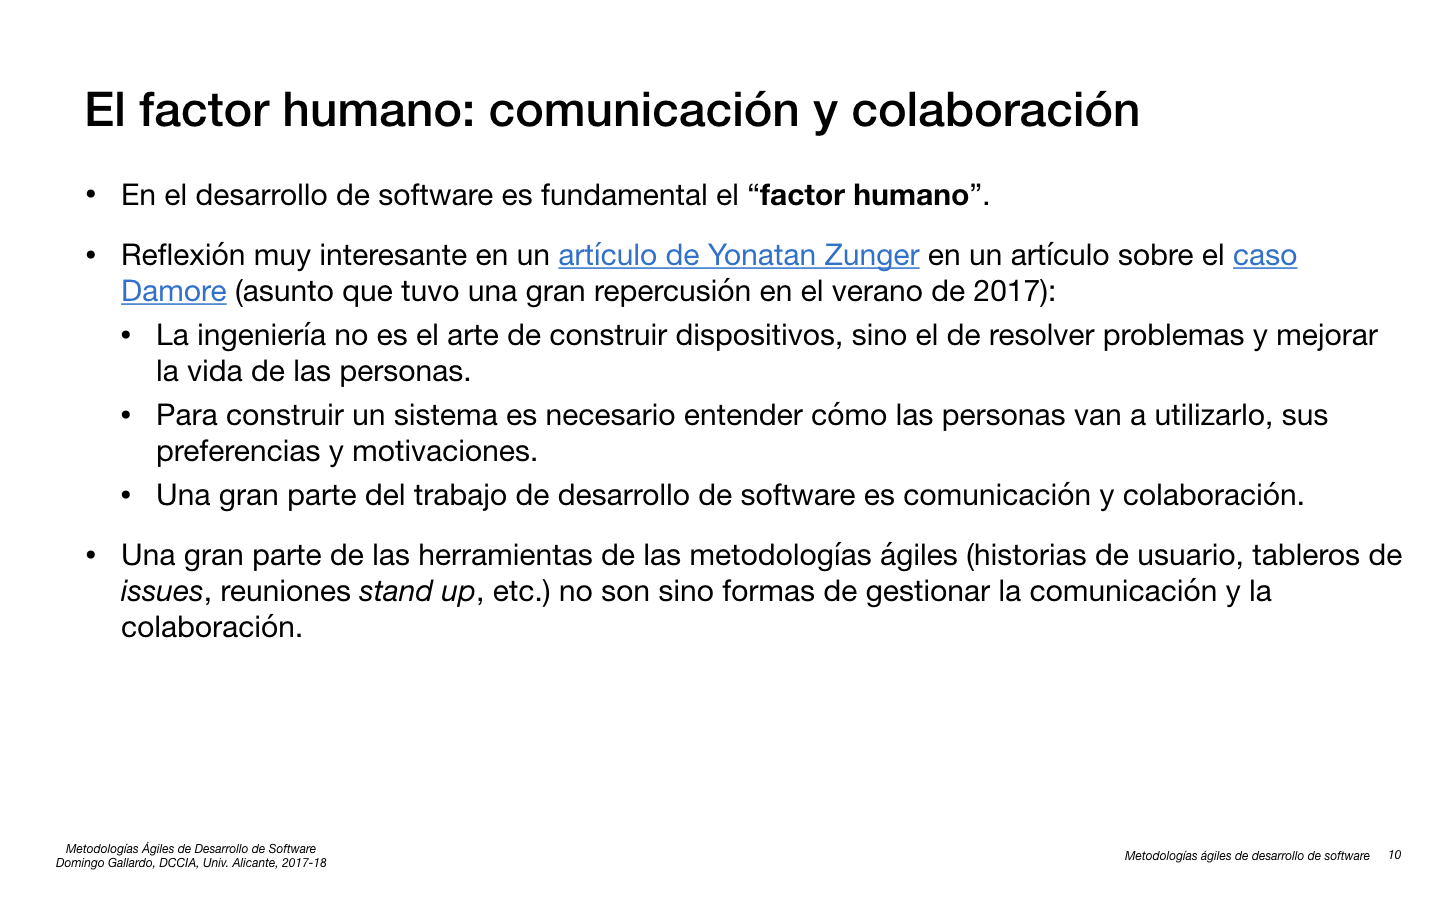 El factor humano: comunicación y colaboración
• En el desarrollo de software es fundamental el “factor humano”.
• Reflexión muy interesante en un artículo de Yonatan Zunger en un artículo sobre el caso
Damore (asunto que tuvo una gran repercusión en el verano de 2017):
• La ingeniería no es el arte de construir dispositivos, sino el de resolver problemas y mejorar
la vida de las personas.
• Para construir un sistema es necesario entender cómo las personas van a utilizarlo, sus
preferencias y motivaciones.
• Una gran parte del trabajo de desarrollo de software es comunicación y colaboración.
• Una gran parte de las herramientas de las metodologías ágiles (historias de usuario, tableros de
issues, reuniones stand up, etc.) no son sino formas de gestionar la comunicación y la
colaboración.
Metodologías Ágiles de Desarrollo de Software
Domingo Gallardo, DCCIA, Univ. Alicante, 2017-18
Metodologías ágiles de desarrollo de software 10